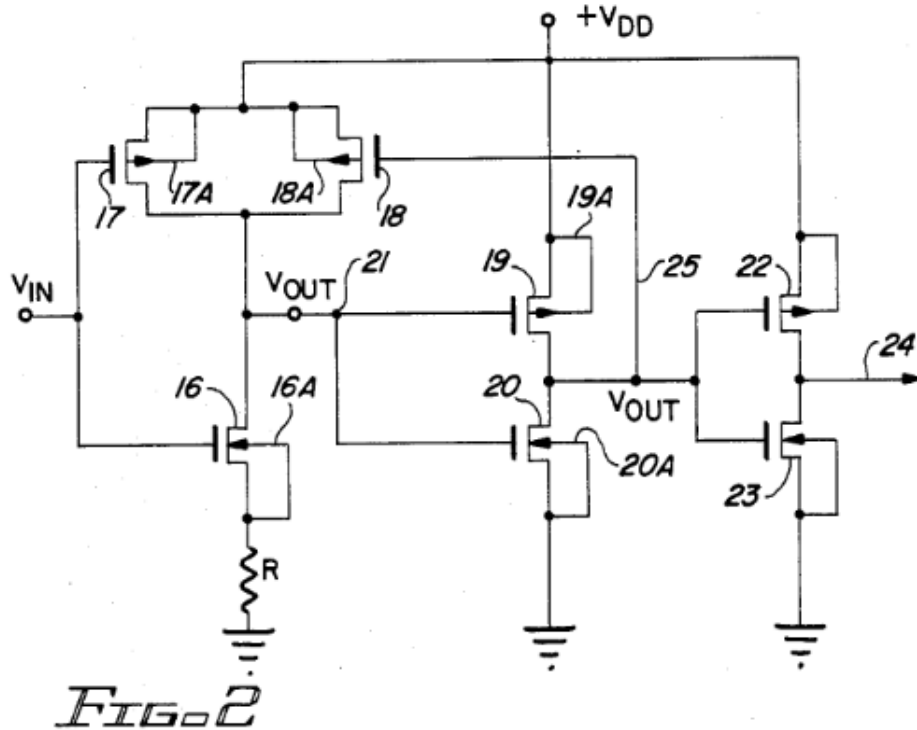 +VDD
17
17A
18A
18
19A
VIN
VOUT
21
19
25
22
24
16
16A
20
VOUT
20A
23
R
FIG. 2